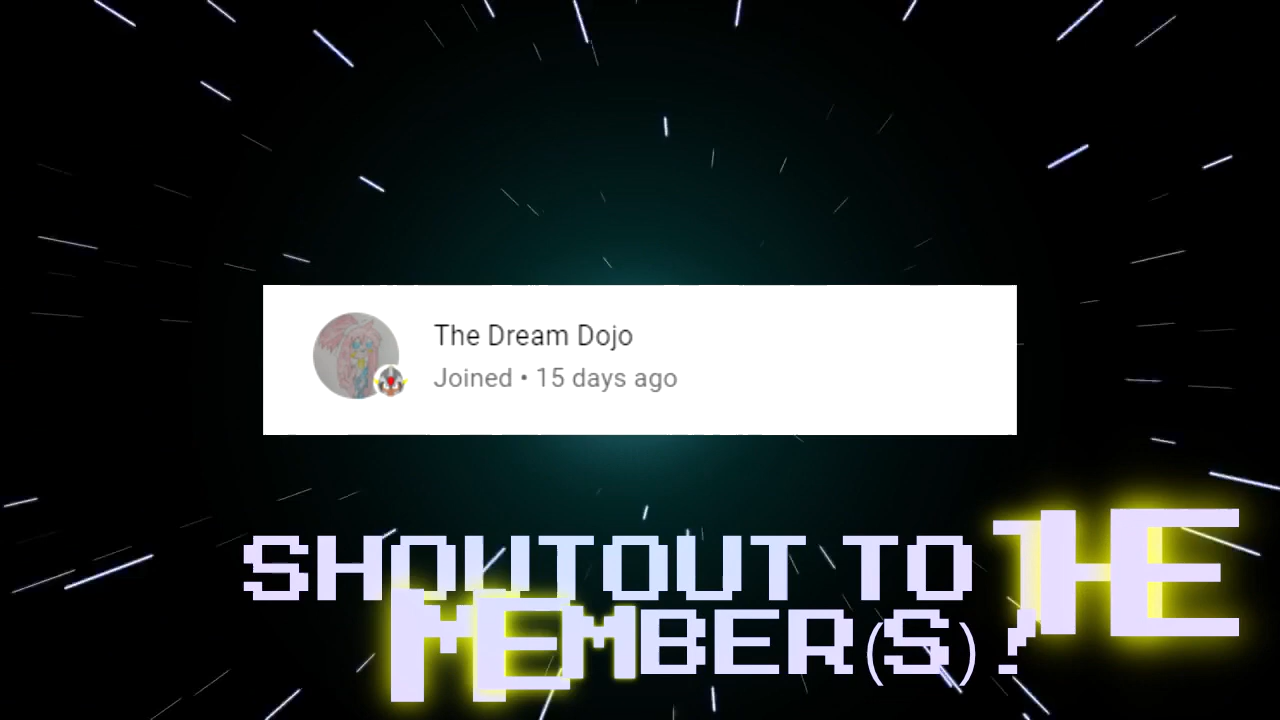 The Dream Dojo
Joined • 15 days ago
SHOUTOUT TO THE
MEMBER(S)!